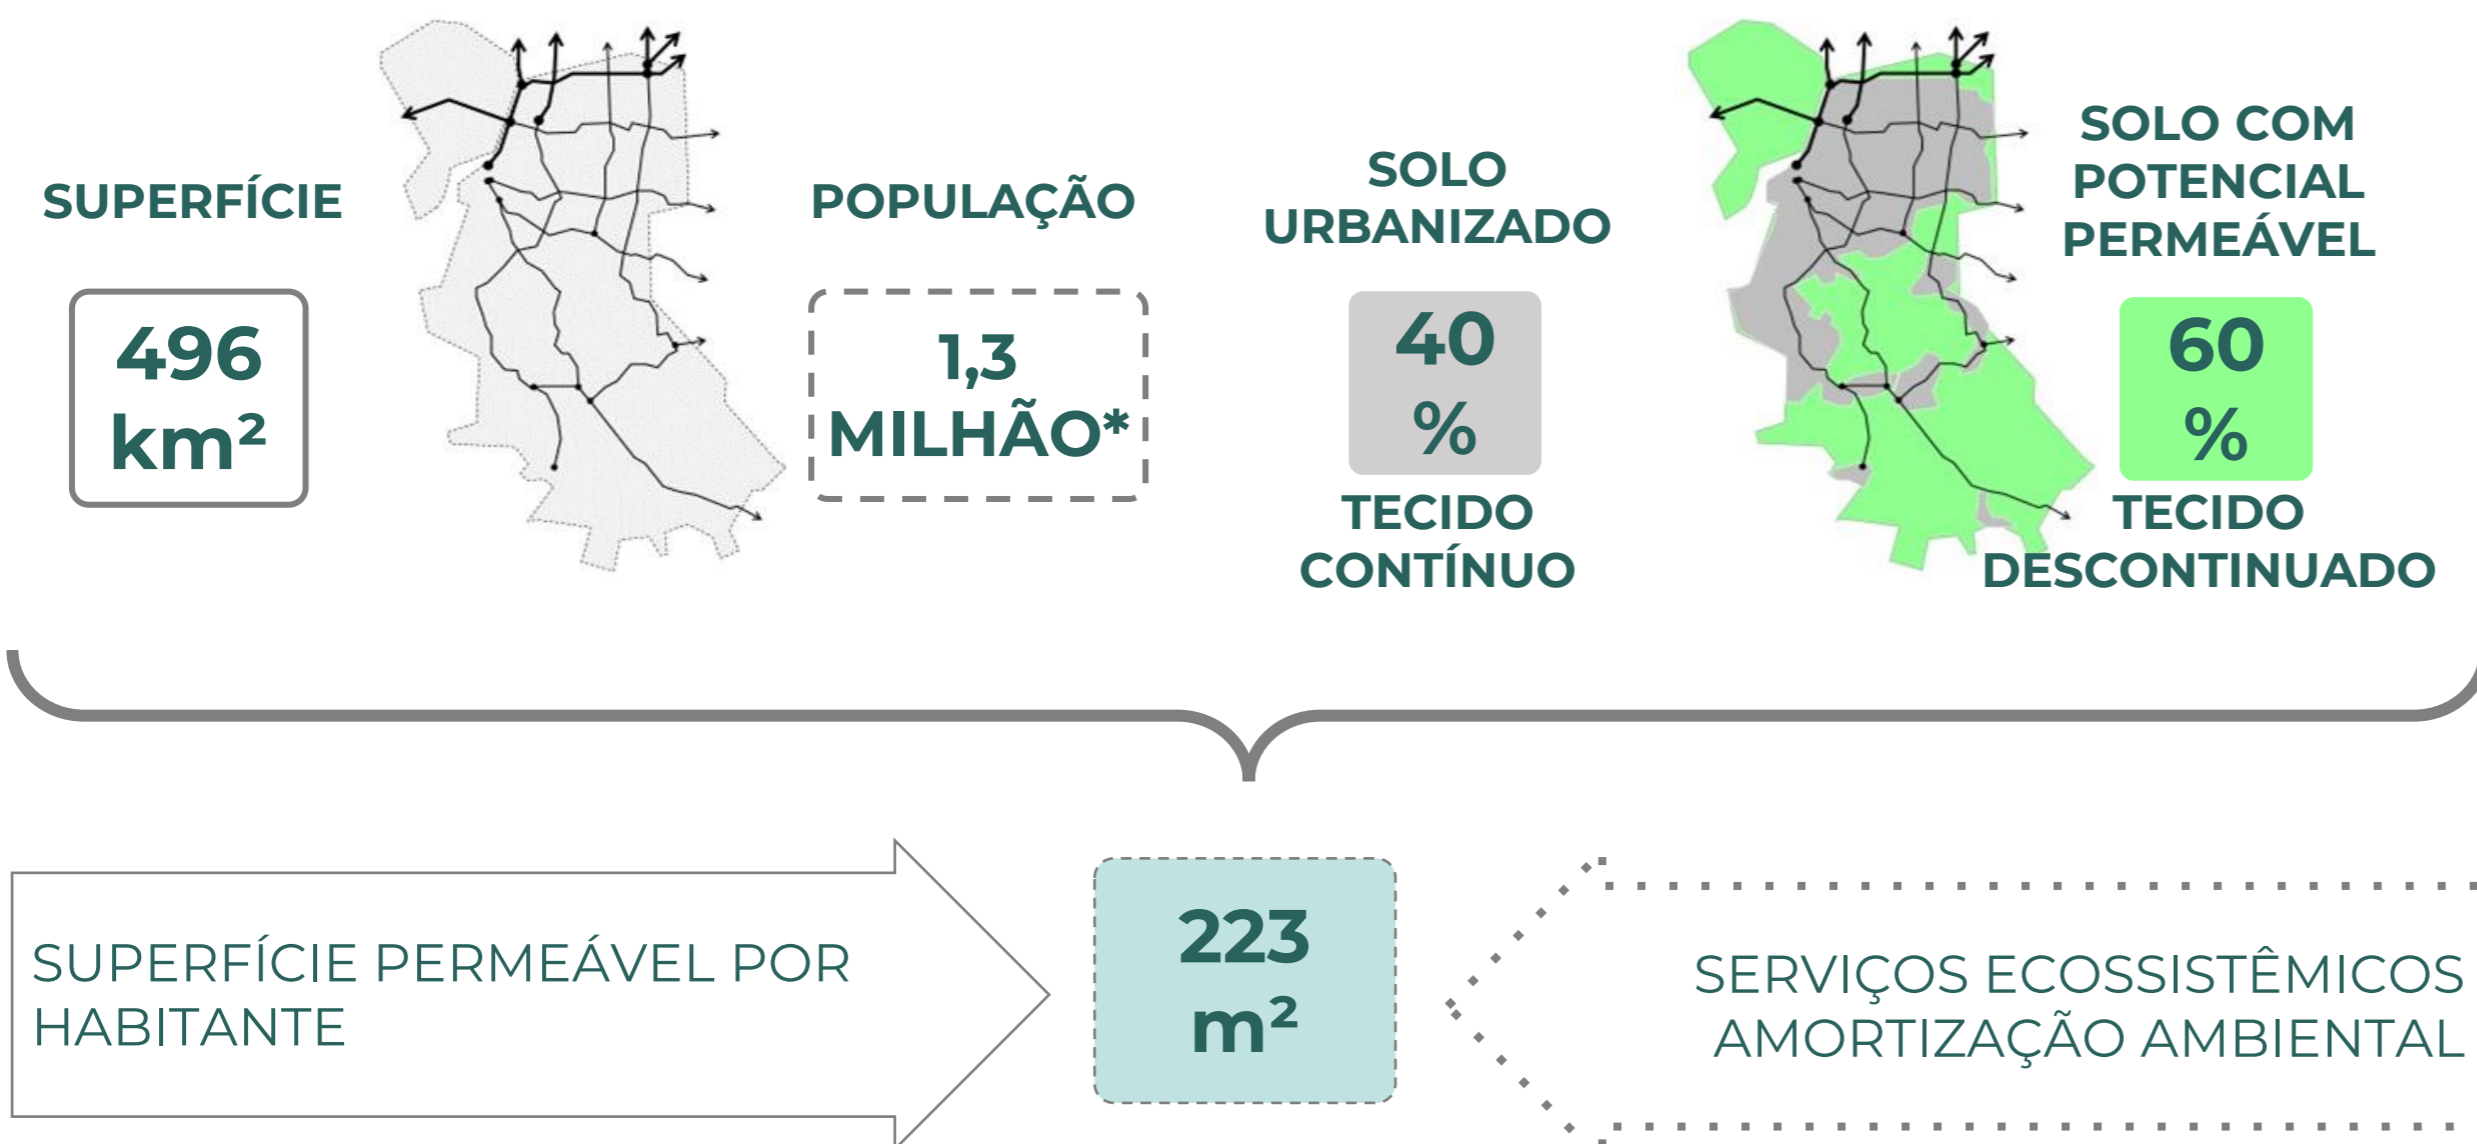 SUPERFÍCIE
496
km²
POPULAÇÃO
1,3
MILHÃO*
SOLO
URBANIZADO
40
%
TECIDO
CONTÍNUO
SOLO COM
POTENCIAL
PERMEÁVEL
60
%
TECIDO
DESCONTINUADO
SUPERFÍCIE PERMEÁVEL POR
HABITANTE
223
m²
SERVIÇOS ECOSSISTÊMICOS
AMORTIZAÇÃO AMBIENTAL